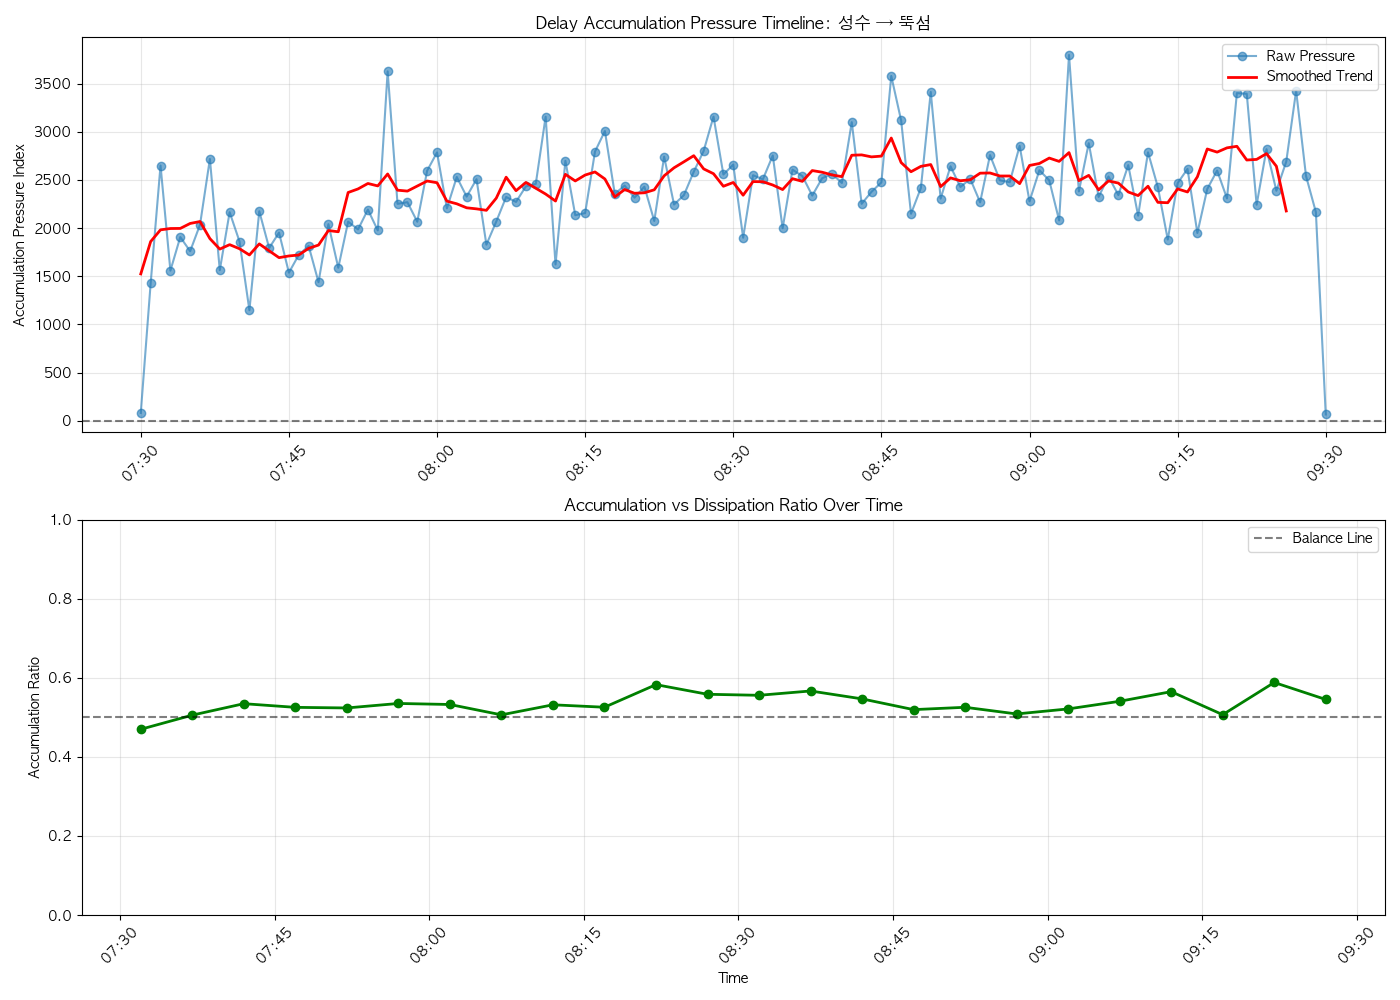 Delay Accumulation Pressure Timeline: 성수 → 뚝섬
Raw Pressure
Smoothed Trend
Accumulation Pressure Index
3500
3000
2500
2000
1500
1000
500
0
07:30 07:45 08:00 08:15 08:30 08:45 09:00 09:15 09:30
Accumulation vs Dissipation Ratio Over Time
Balance Line
Accumulation Ratio
1.0
0.8
0.6
0.4
0.2
0.0
07:30 07:45 08:00 08:15 08:30 08:45 09:00 09:15 09:30
Time